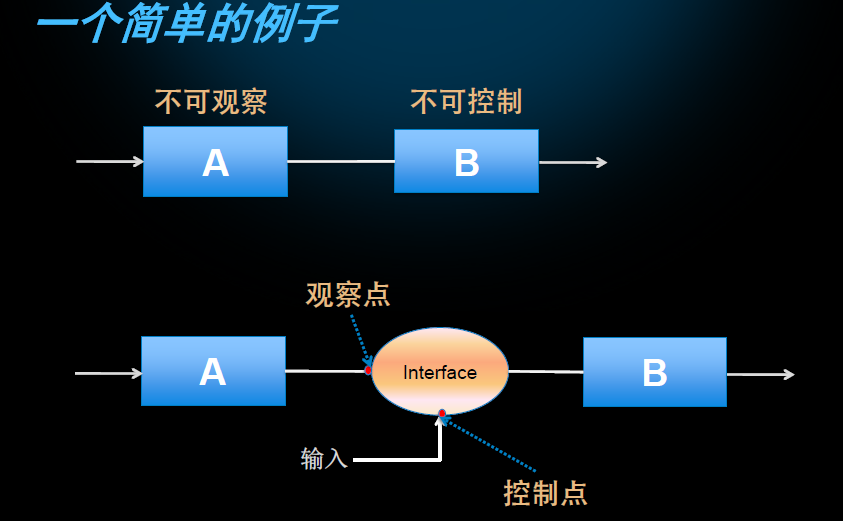 一个简单的例子
不可观察
不可控制
A
B
观察点
A
Interface
B
输入
控制点